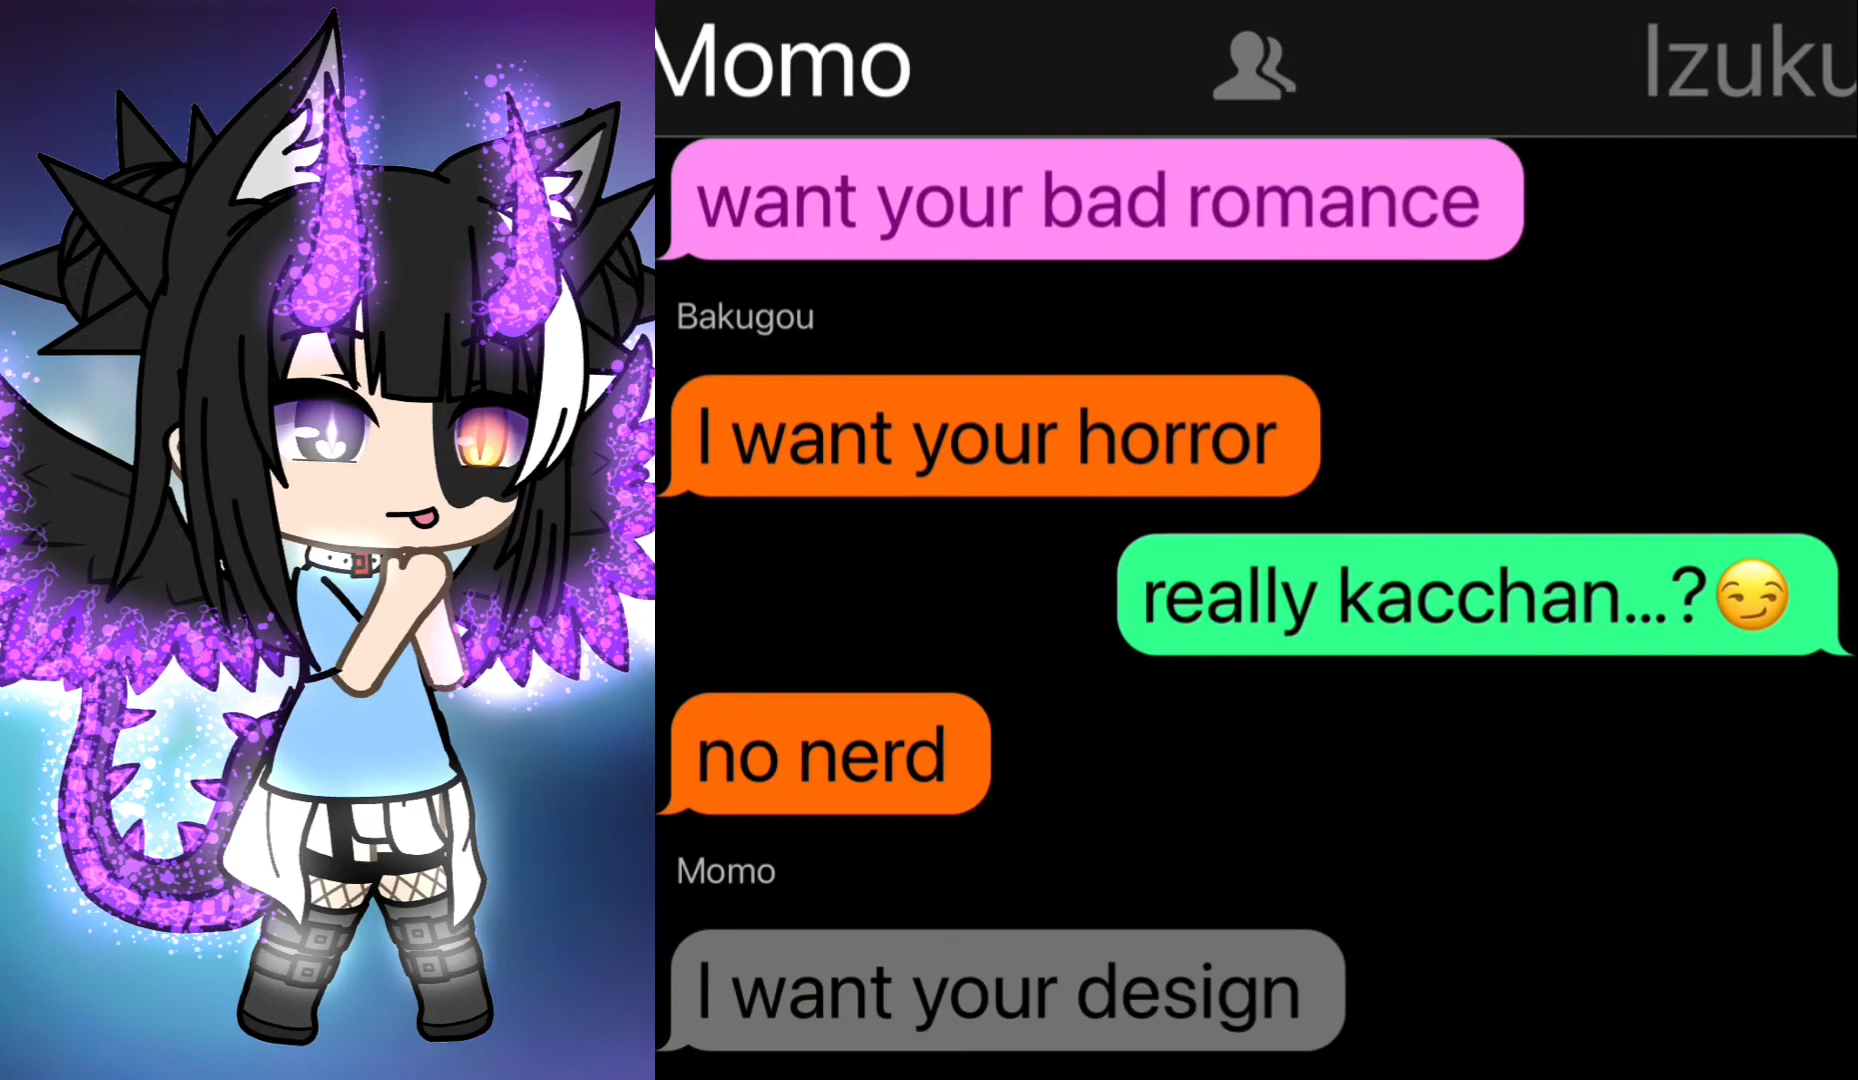 Momo
Izuku
want your bad romance
Bakugou
I want your horror
really kacchan...?😏
no nerd
Momo
I want your design